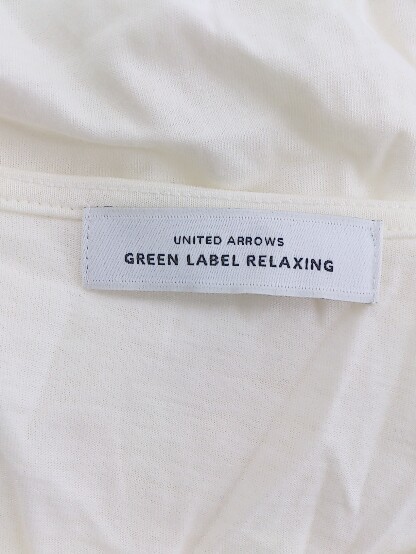 UNITED ARROWS
GREEN LABEL RELAXING